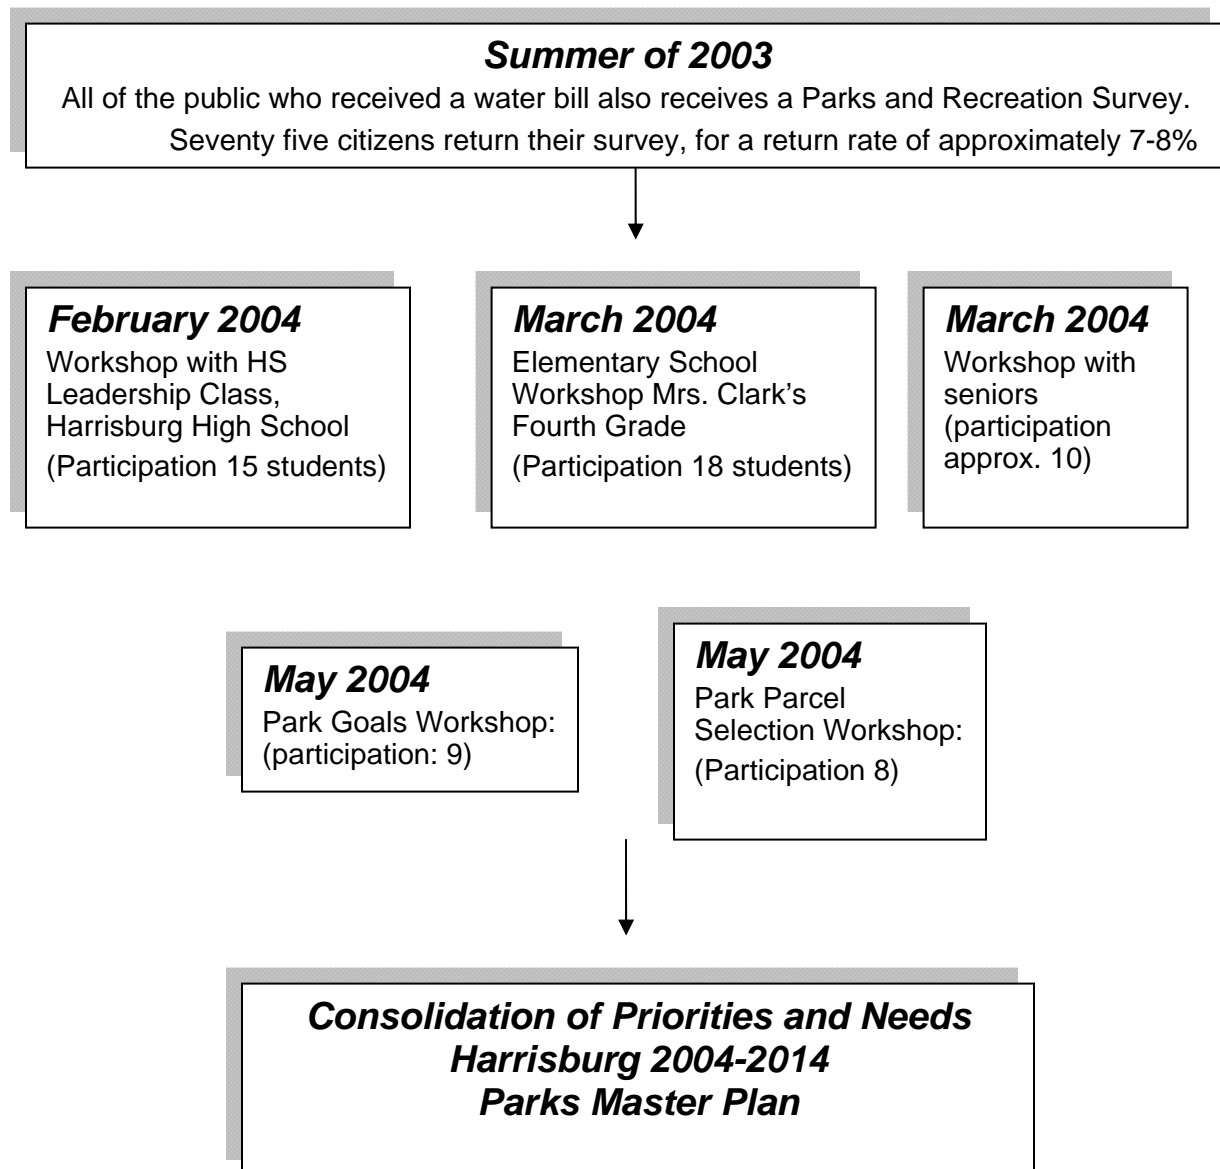 Summer of 2003
All of the public who received a water bill also receives a Parks and Recreation Survey.
Seventy five citizens return their survey, for a return rate of approximately 7-8%
February 2004
Workshop with HS
Leadership Class,
Harrisburg High School
(Participation 15 students)
March 2004
Elementary School
Workshop Mrs. Clark's
Fourth Grade
(Participation 18 students)
March 2004
Workshop with
seniors
(participation
approx. 10)
May 2004
Park Goals Workshop:
(participation: 9)
May 2004
Park Parcel
Selection Workshop:
(Participation 8)
Consolidation of Priorities and Needs
Harrisburg 2004-2014
Parks Master Plan